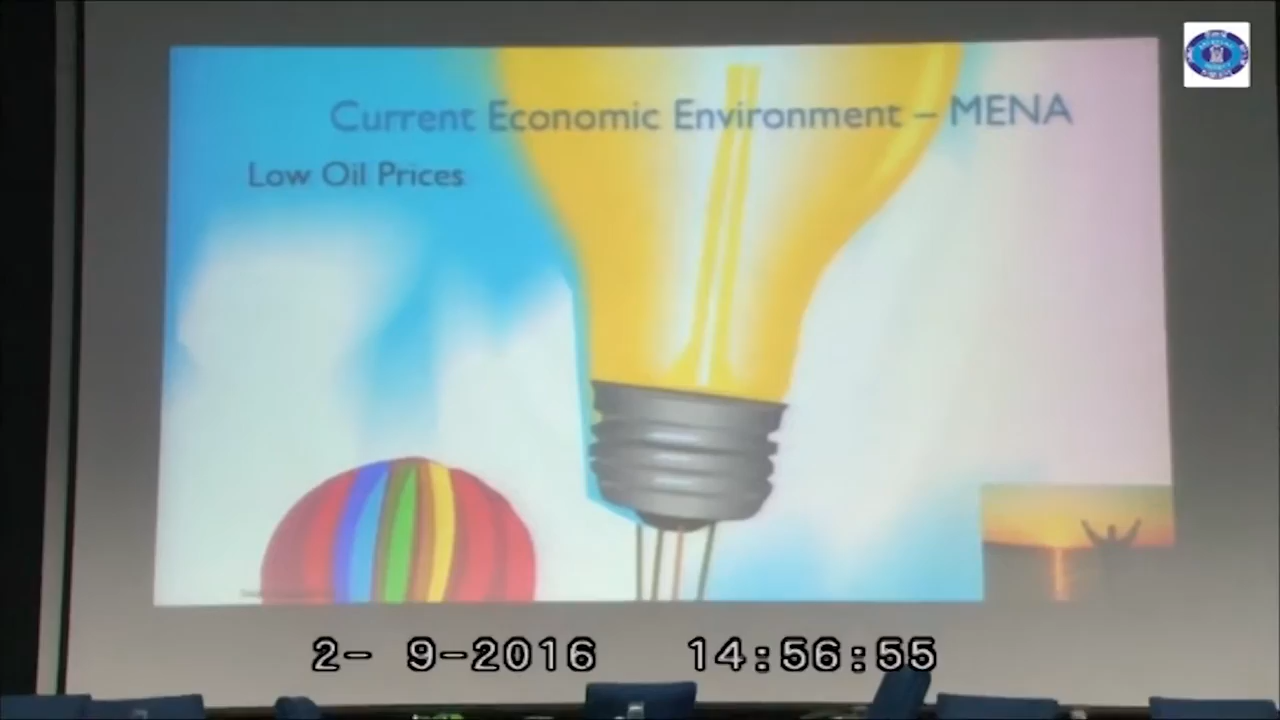 Current Economic Environment – MENA
Low Oil Prices
2- 9-2016 14:56:55